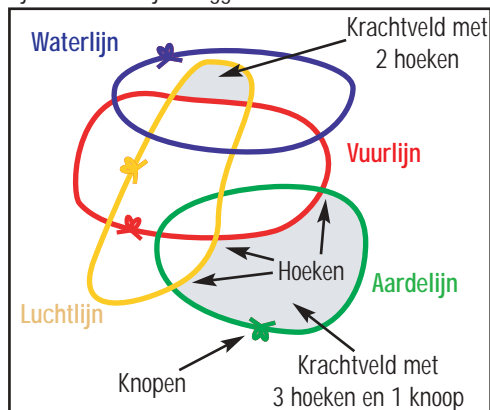 Krachtveld met
2 hoeken
Waterlijn
Vuurlijn
Hoeken
Aardelijn
Luchtlijn
Knopen
Krachtveld met
3 hoeken en 1 knoop